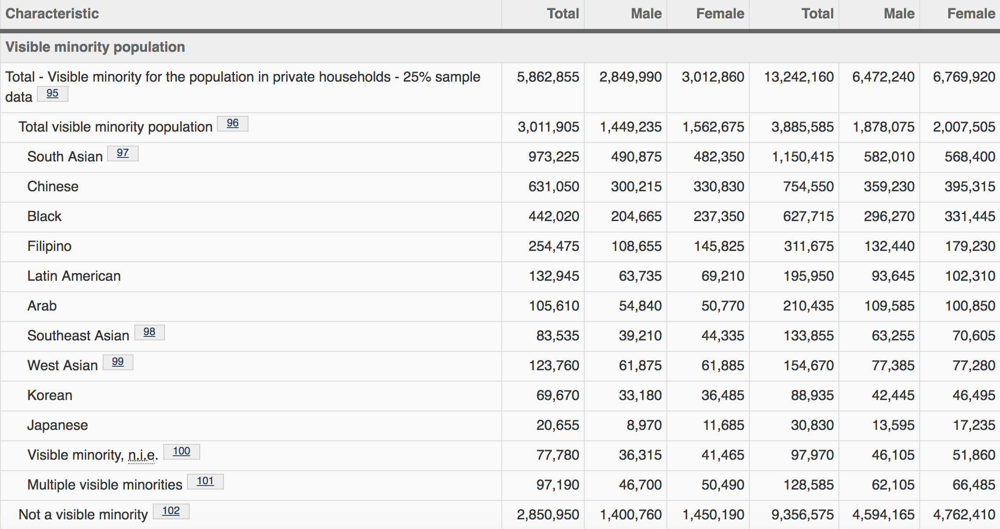 Characteristic Total Male Female Total Male Female
Visible minority population
Total - Visible minority for the population in private households - 25% sample 5,862,855 2,849,990 3,012,860 13,242,160 6,472,240 6,769,920
data 95
Total visible minority population 96 3,011,905 1,449,235 1,562,675 3,885,585 1,878,075 2,007,505
South Asian 97 973,225 490,875 482,350 1,150,415 582,010 568,400
Chinese 631,050 300,215 330,830 754,550 359,230 395,315
Black 442,020 204,665 237,350 627,715 296,270 331,445
Filipino 254,475 108,655 145,825 311,675 132,440 179,230
Latin American 132,945 63,735 69,210 195,950 93,645 102,310
Arab 105,610 54,840 50,770 210,435 109,585 100,850
Southeast Asian 98 83,535 39,210 44,335 133,855 63,255 70,605
West Asian 99 123,760 61,875 61,885 154,670 77,385 77,280
Korean 69,670 33,180 36,485 88,935 42,445 46,495
Japanese 20,655 8,970 11,685 30,830 13,595 17,235
Visible minority, n.i.e. 100 77,780 36,315 41,465 97,970 46,105 51,860
Multiple visible minorities 101 97,190 46,700 50,490 128,585 62,105 66,485
Not a visible minority 102 2,850,950 1,400,760 1,450,190 9,356,575 4,594,165 4,762,410